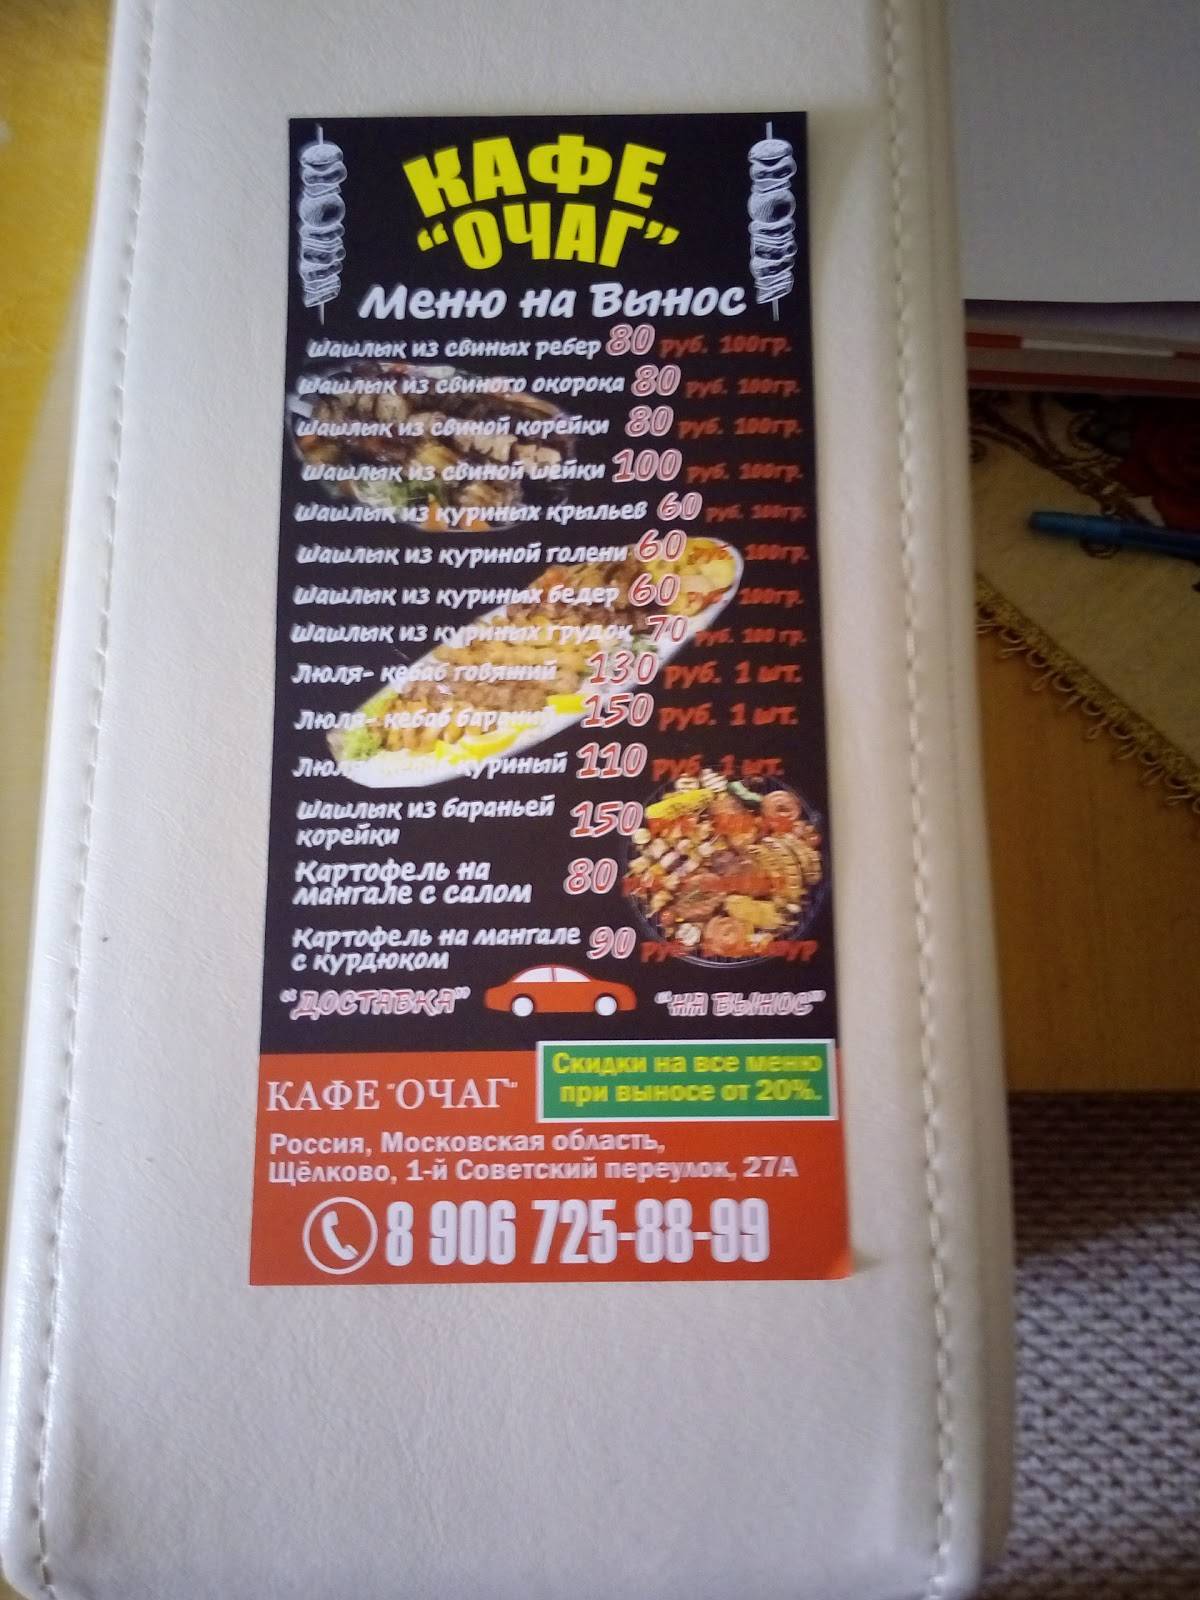 КАФЕ
"ОЧАГ"
Меню на Вынос
Шашлык из свиных ребер 80 руб. 100гр.
Шашлык из свиного окорока 80 руб. 100гр.
Шашлык из свиной корейки 80 руб. 100гр.
Шашлык из свиной шейки 100 руб. 100гр.
Шашлык из куриных крыльев 60 руб. 100гр.
Шашлык из куриной голени 60 руб. 100гр.
Шашлык из куриных бедер 60 руб. 100гр.
Шашлык из куриных грудок 70 руб. 100 гр.
Люля- кебаб говяжий 130 руб. 1 шт.
Люля- кебаб бараний 150 руб. 1 шт.
Люля- кебаб куриный 110 руб. 1 шт.
Шашлык из бараньей
корейки 150
Картофель на
мангале с салом 80
Картофель на мангале
с курдюком 90 руб.
"ДОСТАВКА" "НА ВЫНОС"
Скидки на все меню
при выносе от 20%.
КАФЕ "ОЧАГ"
Россия, Московская область,
Щёлково, 1-й Советский переулок, 27А
8 906 725-88-99